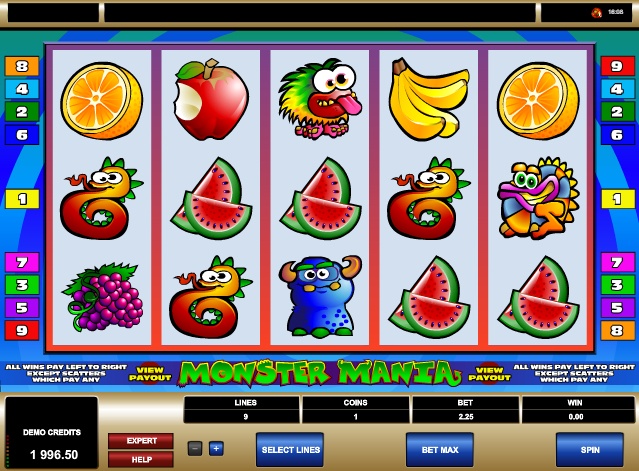 16:08
8
9
4
4
2
2
6
6
1
1
7
7
3
3
5
5
9
8
ALL WINS PAY LEFT TO RIGHT
EXCEPT SCATTERS
WHICH PAY ANY
VIEW
PAYOUT
MONSTER MANIA
VIEW
PAYOUT
ALL WINS PAY LEFT TO RIGHT
EXCEPT SCATTERS
WHICH PAY ANY
LINES
COINS
BET
WIN
9
1
2.25
0.00
DEMO CREDITS
1 996.50
EXPERT
HELP
- +
SELECT LINES
BET MAX
SPIN